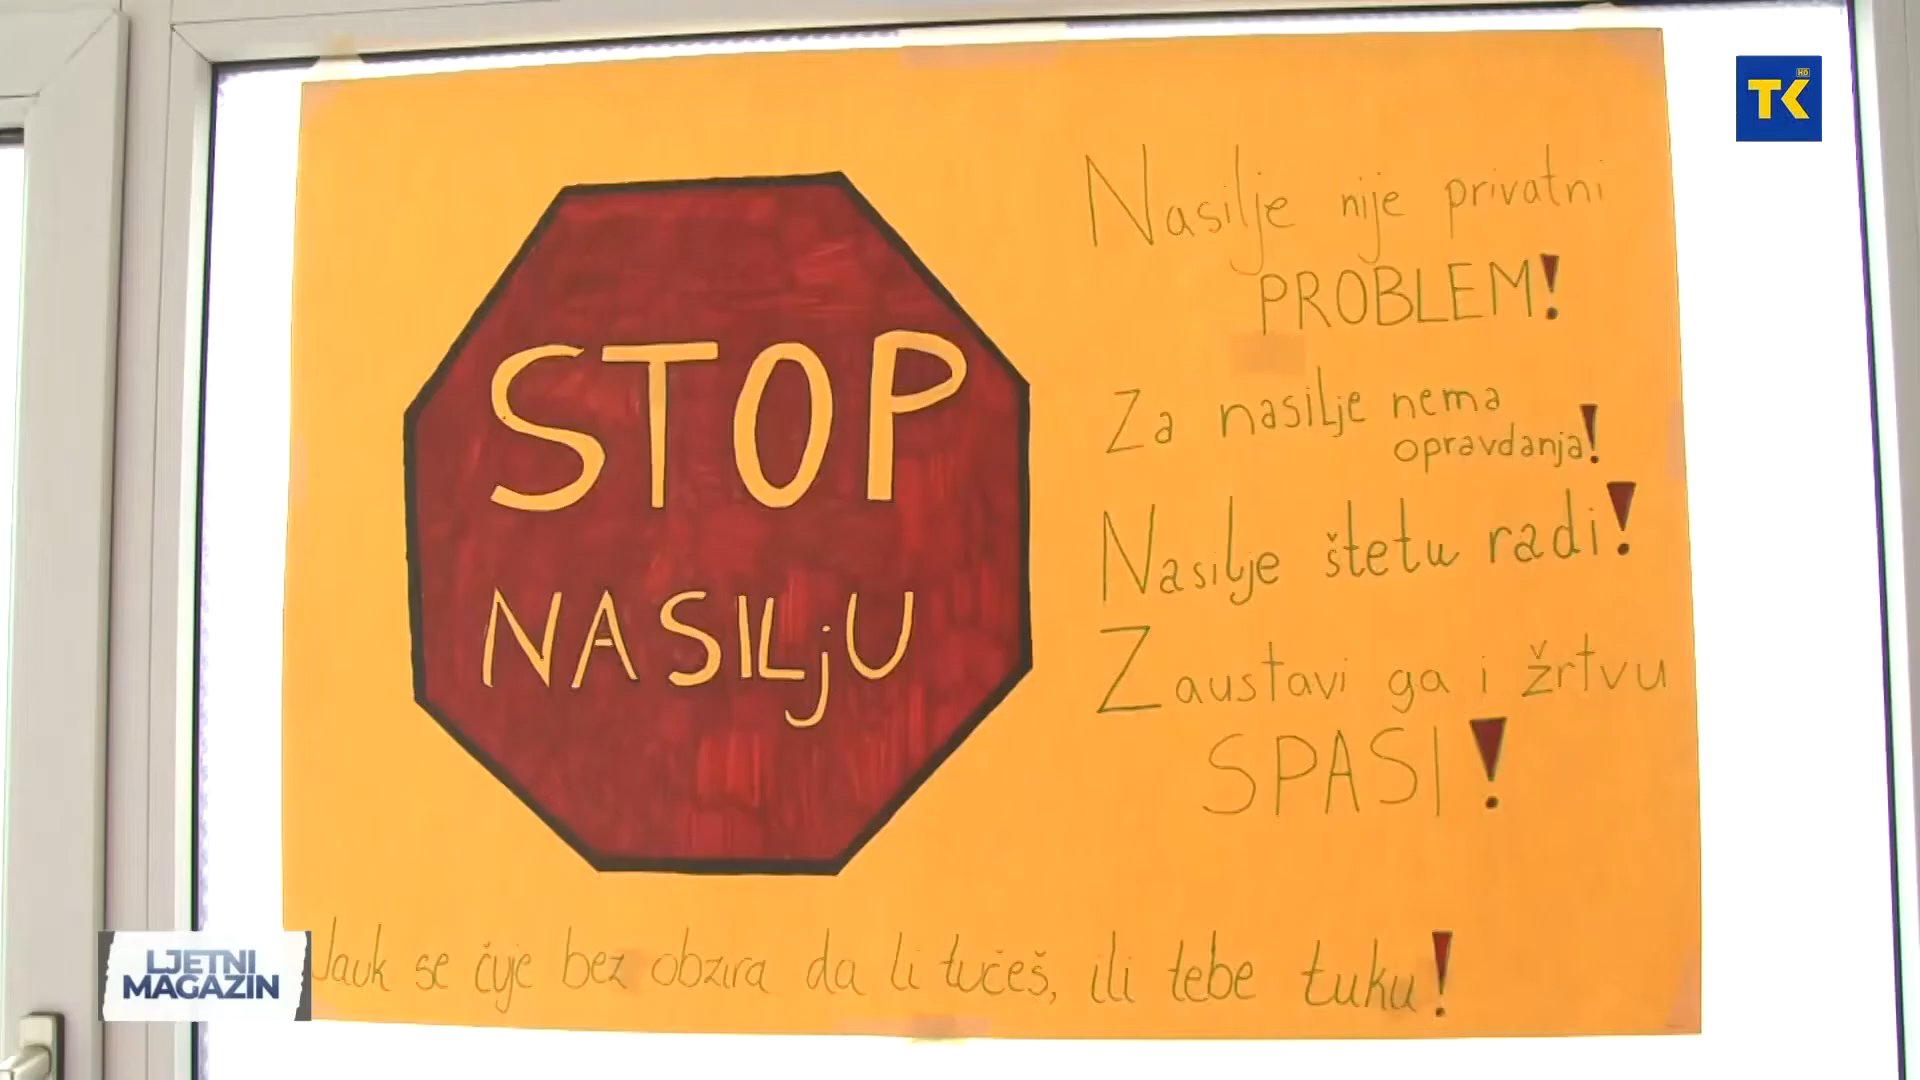 STOP
NASILjU
Nasilje nije privatni
PROBLEM!
Za nasilje nema
opravdanja!
Nasilje štetu radi!
Zaustavi ga i žrtvu
SPASI!
Jauk se čuje bez obzira da li tučeš, ili tebe tuku!
LJETNI
MAGAZIN
TK HD